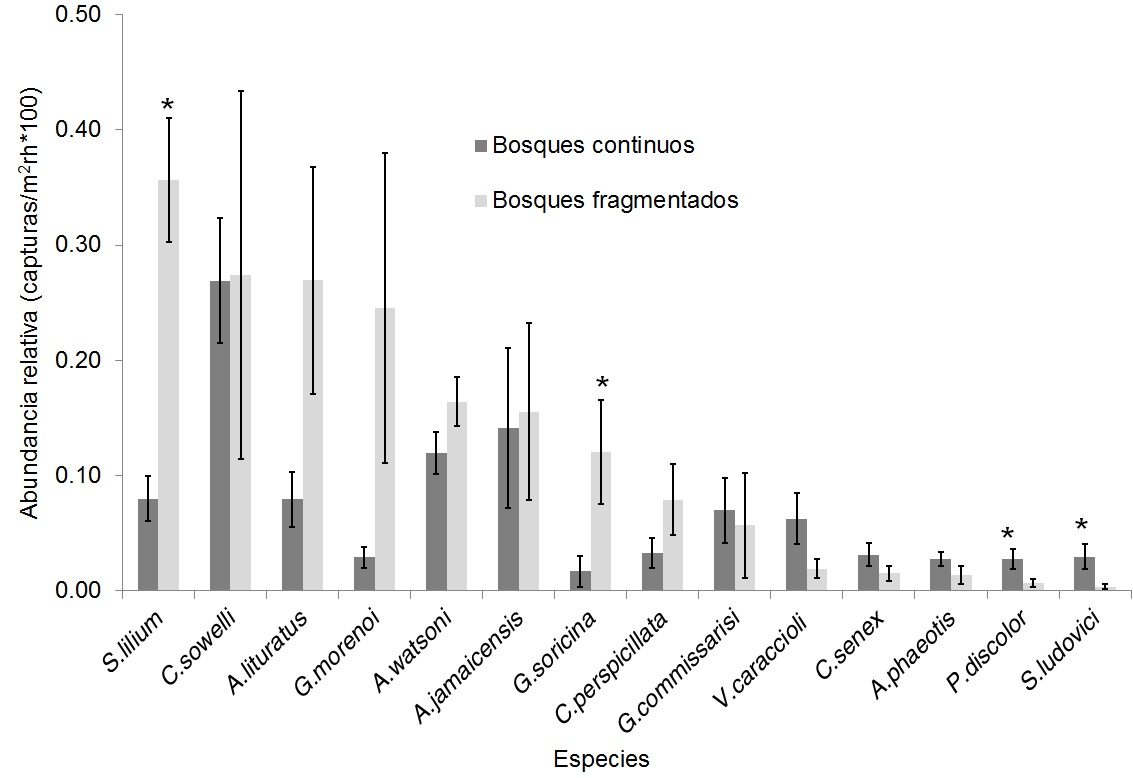 0.50
0.40
0.30
0.20
0.10
0.00
Abundancia relativa (capturas/m²rh*100)
Bosques continuos
Bosques fragmentados
*
*
*
*
S.lilium
C.sowelli
A.lituratus
G.morenoi
A.watsoni
A.jamaicensis
G.soricina
C.perspicillata
G.commissarisi
V.caraccioli
C.senex
A.phaeotis
P.discolor
S.ludovici
Especies